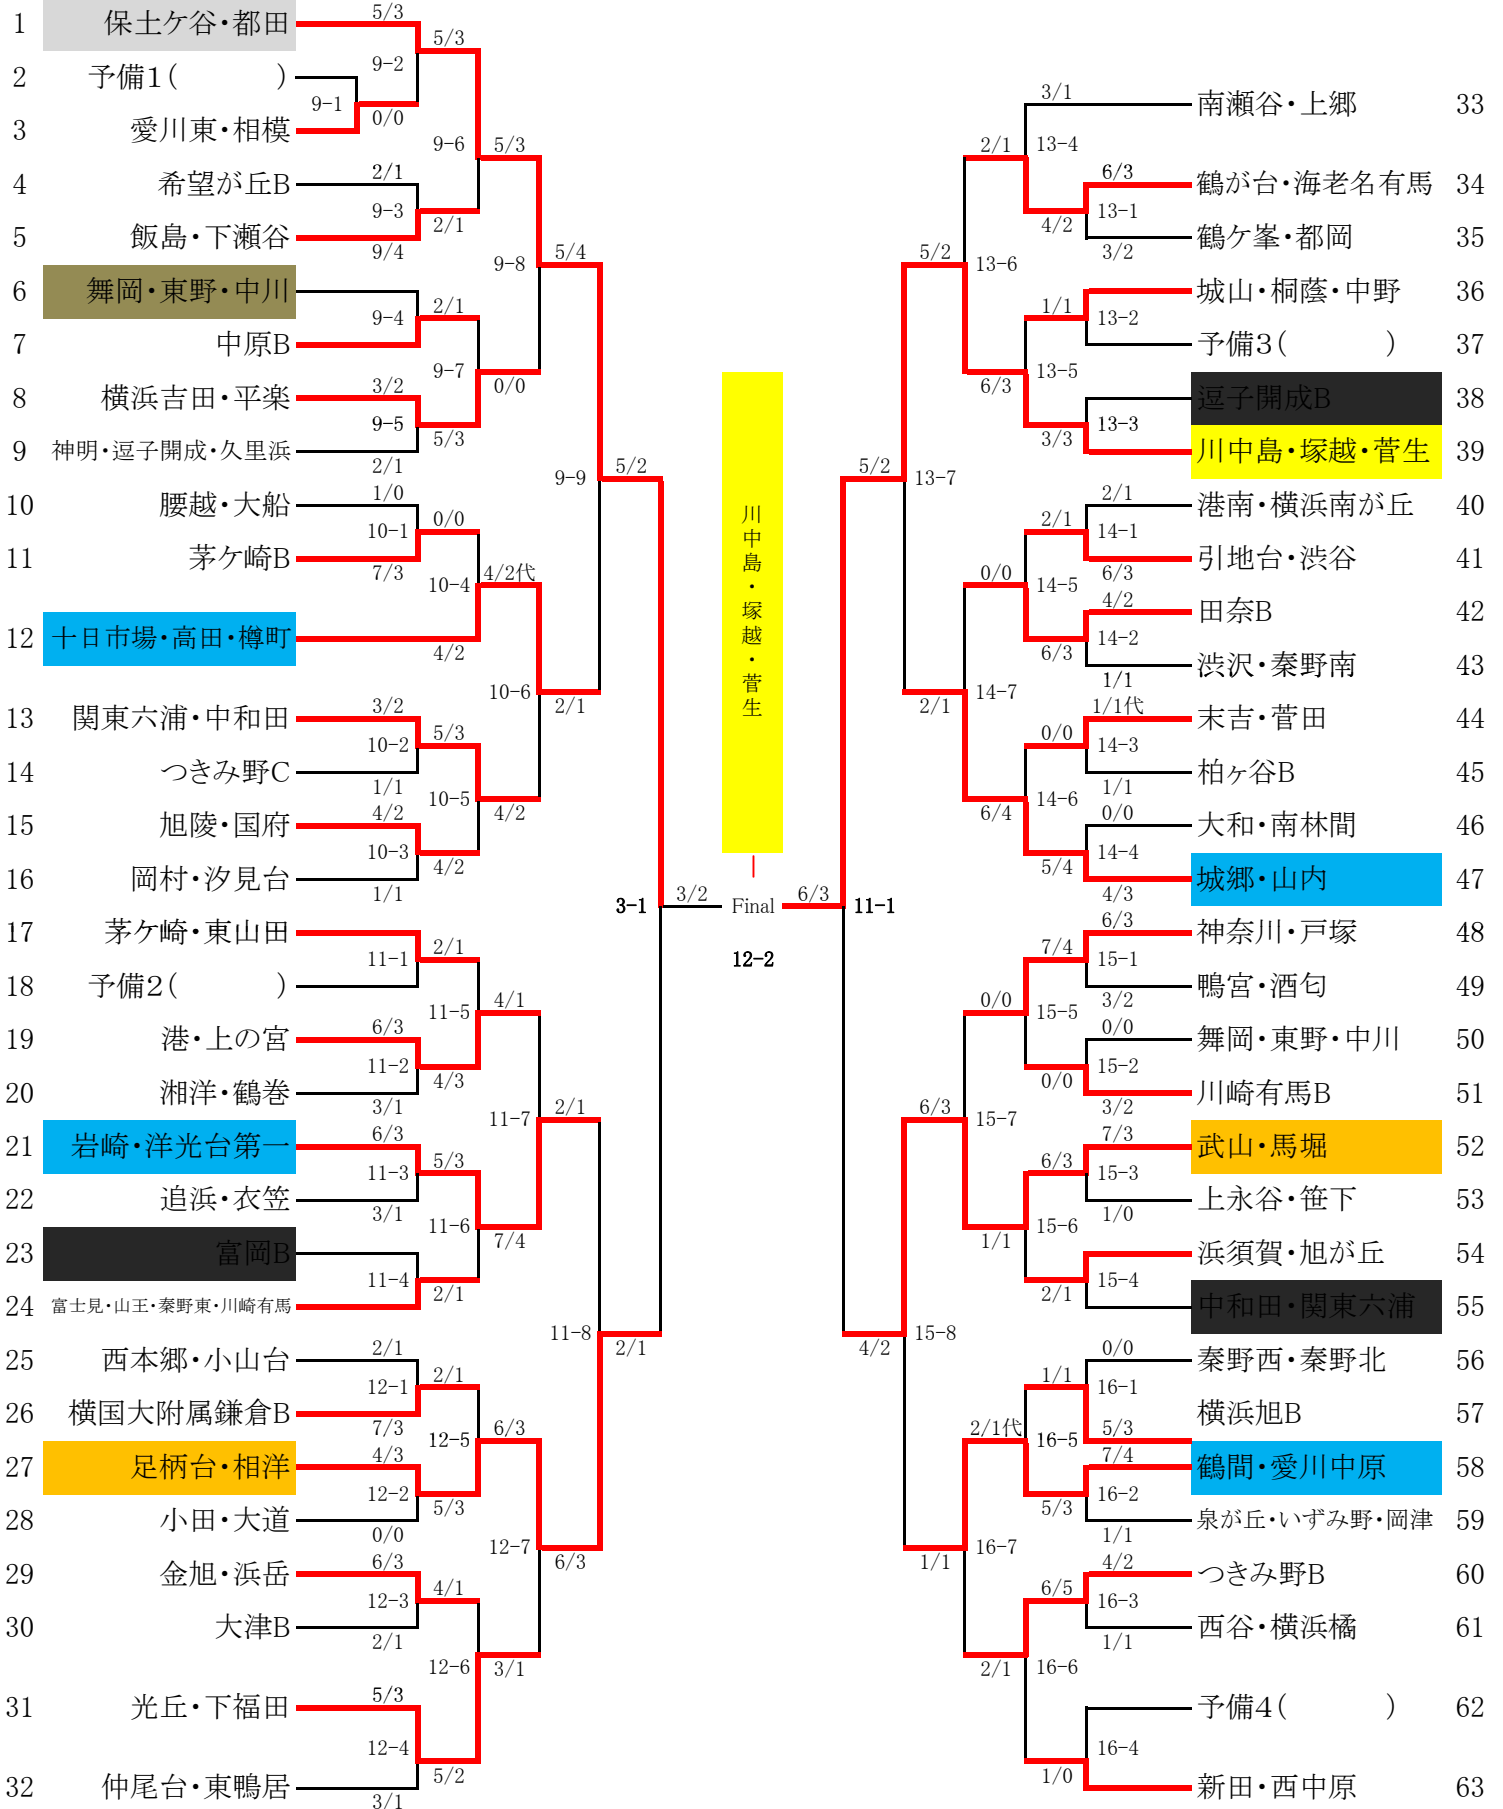 1 保土ケ谷・都田
2 予備1( )
3 愛川東・相模
4 希望が丘B
5 飯島・下瀬谷
6 舞岡・東野・中川
7 中原B
8 横浜吉田・平楽
9 神明・逗子開成・久里浜
10 腰越・大船
11 茅ケ崎B
12 十日市場・高田・樽町
13 関東六浦・中和田
14 つきみ野C
15 旭陵・国府
16 岡村・汐見台
17 茅ケ崎・東山田
18 予備2( )
19 港・上の宮
20 湘洋・鶴巻
21 岩崎・洋光台第一
22 追浜・衣笠
23 富岡B
24 富士見・山王・秦野東・川崎有馬
25 西本郷・小山台
26 横国大附属鎌倉B
27 足柄台・相洋
28 小田・大道
29 金旭・浜岳
30 大津B
31 光丘・下福田
32 仲尾台・東鴨居
5/3
9-1
0/0
2/1
9/4
3/2
2/1
1/0
7/3
3/2
1/1
4/2
1/1
6/3
3/1
6/3
3/1
2/1
7/3
4/3
0/0
6/3
2/1
5/3
3/1
5/3
9-2
9-3
2/1
2/1
9-4
9-5
5/3
0/0
10-1
4/2
5/3
10-2
10-3
4/2
2/1
11-1
11-2
4/3
5/3
11-3
11-4
2/1
2/1
12-1
12-2
5/3
4/1
12-3
12-4
5/2
9-6
5/3
9-7
0/0
10-4
4/2代
10-5
4/2
11-5
4/1
11-6
7/4
12-5
6/3
12-6
3/1
9-8
5/4
10-6
2/1
11-7
2/1
12-7
6/3
9-9
5/2
11-8
2/1
3-1
3/2
川中島・塚越・菅生
Final
12-2
6/3
11-1
5/2
13-7
4/2
15-8
5/2
13-6
2/1
14-7
6/3
15-7
1/1
16-7
2/1
13-4
6/3
13-5
0/0
14-5
6/4
14-6
0/0
15-5
1/1
15-6
2/1代
16-5
2/1
16-6
3/1
4/2
13-1
1/1
13-2
3/3
13-3
2/1
14-1
6/3
14-2
0/0
14-3
5/4
14-4
7/4
15-1
0/0
15-2
6/3
15-3
2/1
15-4
1/1
16-1
5/3
16-2
6/5
16-3
1/0
16-4
6/3
3/2
2/1
6/3
4/2
1/1
1/1代
1/1
0/0
4/3
6/3
3/2
0/0
3/2
7/3
1/0
0/0
5/3
7/4
1/1
4/2
1/1
南瀬谷・上郷 33
鶴が台・海老名有馬 34
鶴ケ峯・都岡 35
城山・桐蔭・中野 36
予備3( ) 37
逗子開成B 38
川中島・塚越・菅生 39
港南・横浜南が丘 40
引地台・渋谷 41
田奈B 42
渋沢・秦野南 43
末吉・菅田 44
柏ヶ谷B 45
大和・南林間 46
城郷・山内 47
神奈川・戸塚 48
鴨宮・酒匂 49
舞岡・東野・中川 50
川崎有馬B 51
武山・馬堀 52
上永谷・笹下 53
浜須賀・旭が丘 54
中和田・関東六浦 55
秦野西・秦野北 56
横浜旭B 57
鶴間・愛川中原 58
泉が丘・いずみ野・岡津 59
つきみ野B 60
西谷・横浜橘 61
予備4( ) 62
新田・西中原 63